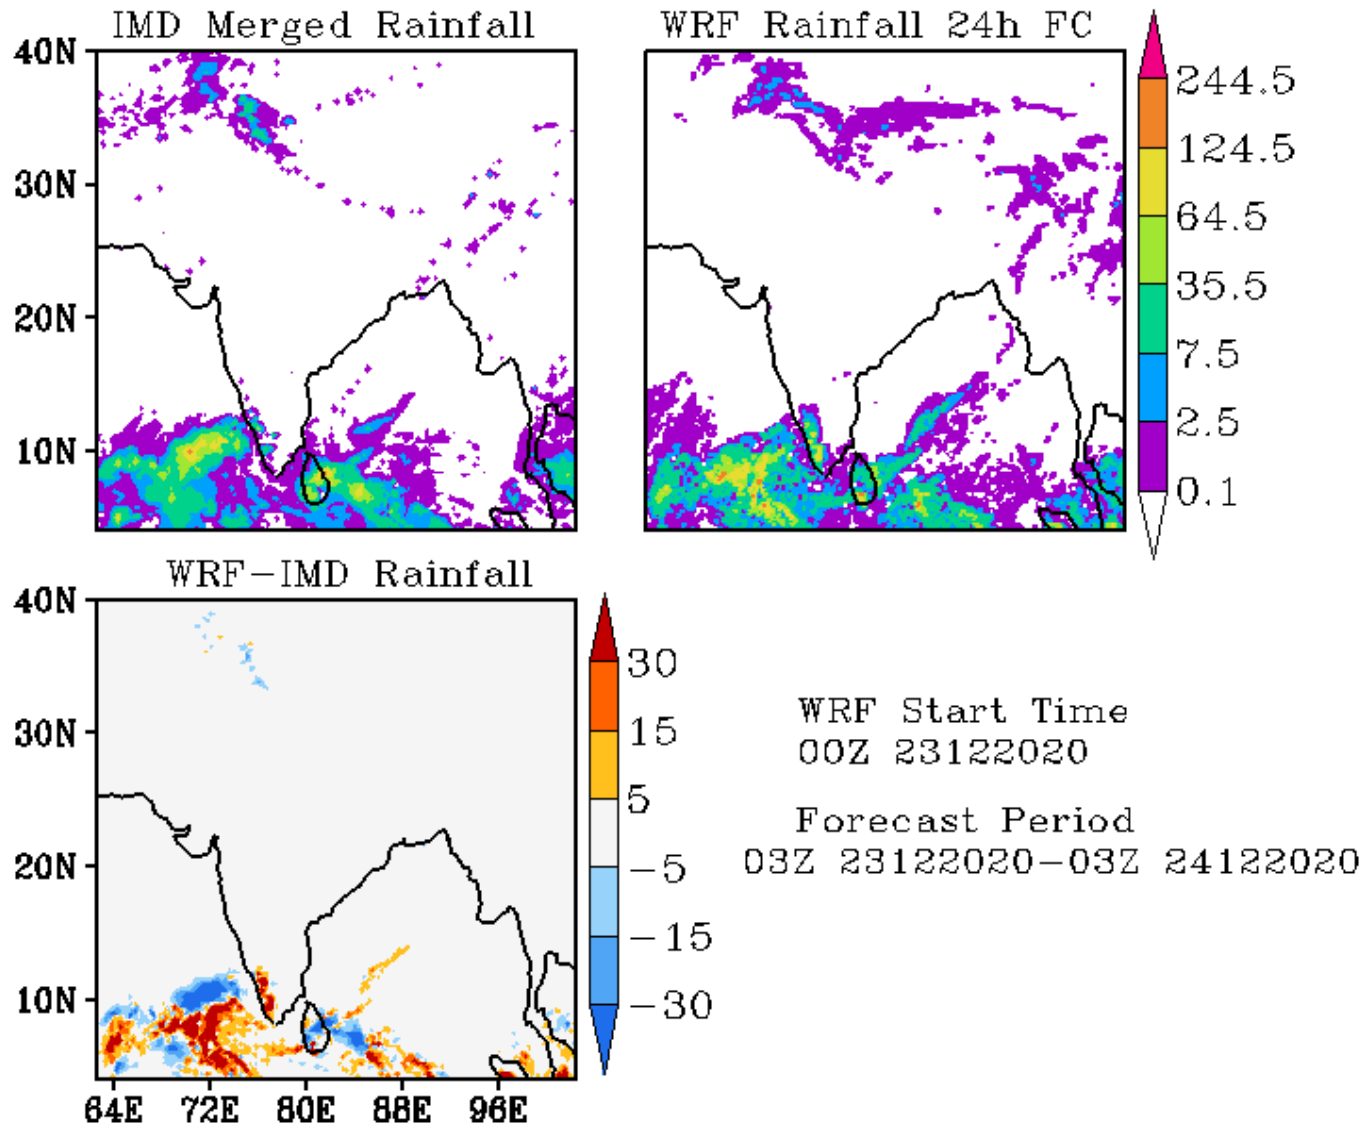 IMD Merged Rainfall
WRF Rainfall 24h FC
40N
30N
20N
10N
244.5
124.5
64.5
35.5
7.5
2.5
0.1
WRF-IMD Rainfall
40N
30N
20N
10N
64E 72E 80E 88E 96E
30
15
5
-5
-15
-30
WRF Start Time
00Z 23122020
Forecast Period
03Z 23122020-03Z 24122020